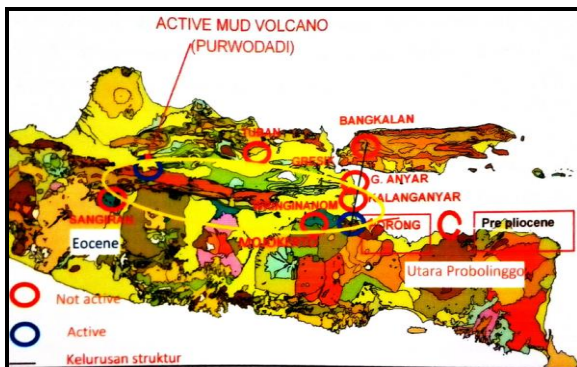 ACTIVE MUD VOLCANO
(PURWODADI)
BANGKALAN
TUBAN
GRESIK
G. ANYAR
KALANGANYAR
SANGIRAN
PORONG
Pre pliocene
Eocene
Utara Probolinggo
Not active
Active
Kelurusan struktur